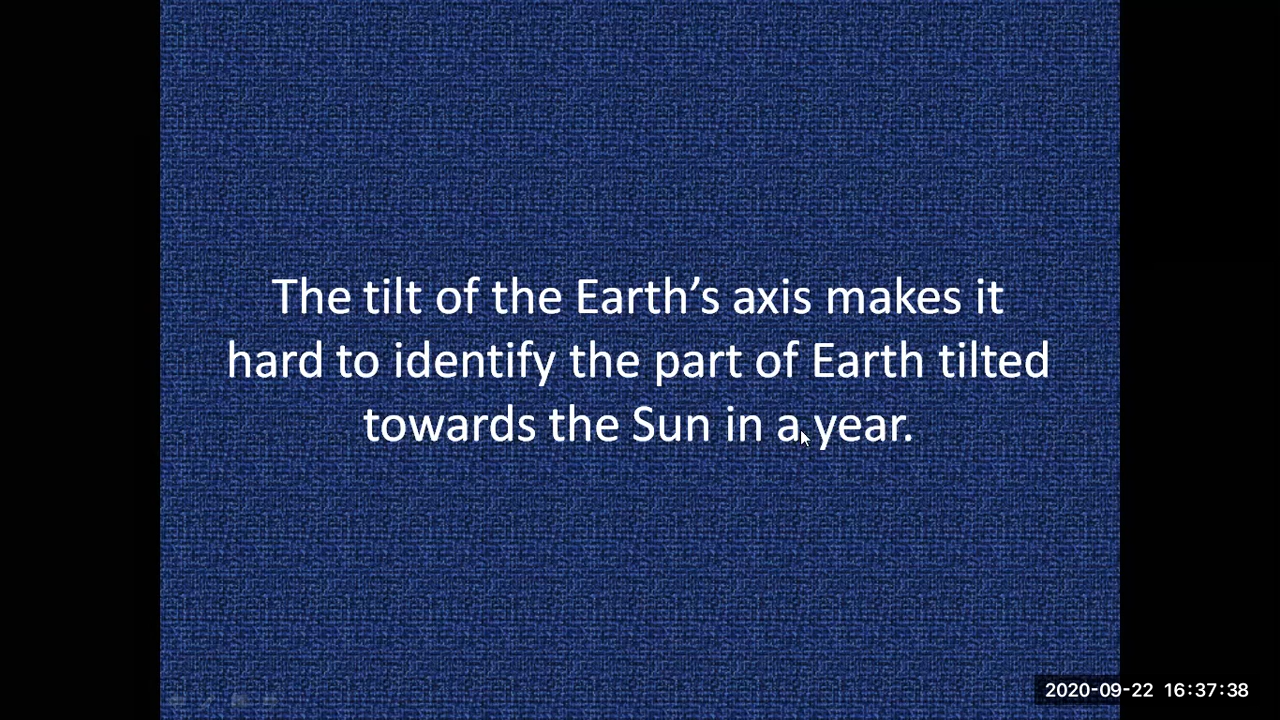 The tilt of the Earth’s axis makes it
hard to identify the part of Earth tilted
towards the Sun in a year.
2020-09-22 16:37:38